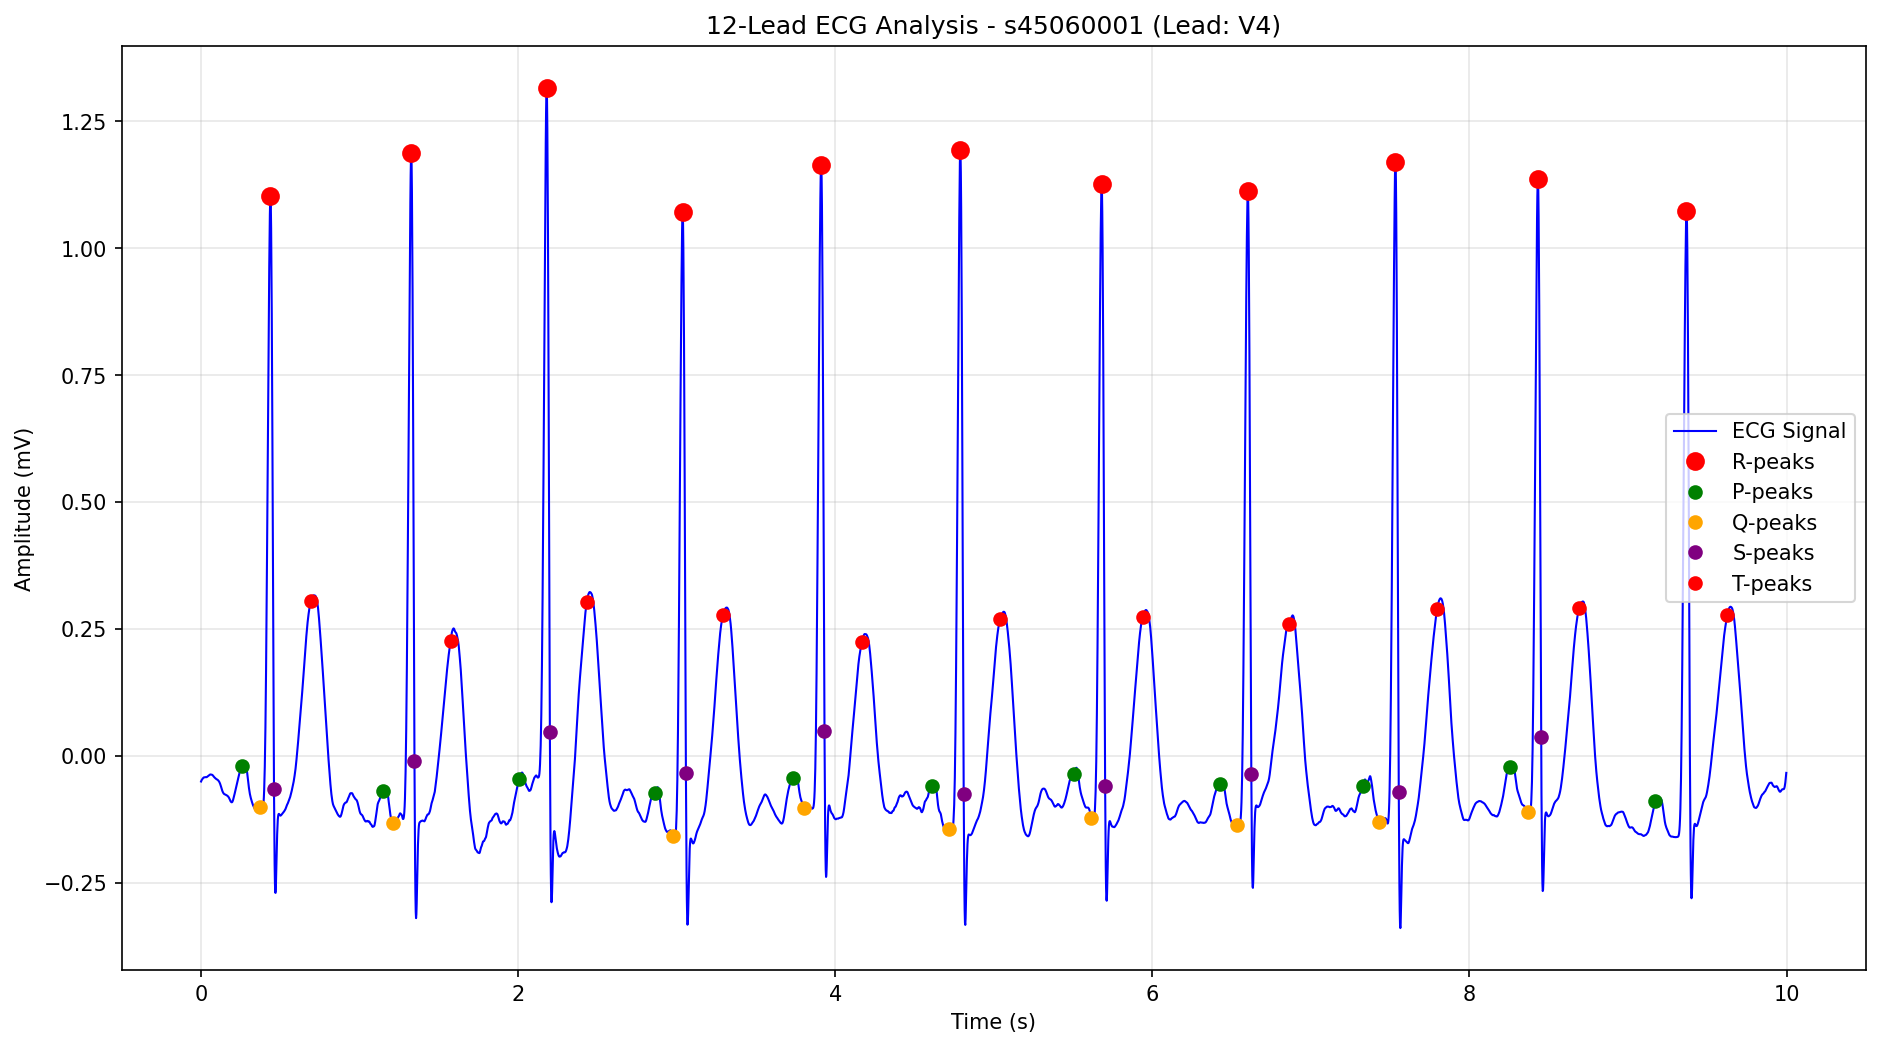 12-Lead ECG Analysis - s45060001 (Lead: V4)
Amplitude (mV)
1.25
1.00
0.75
0.50
0.25
0.00
−0.25
ECG Signal
R-peaks
P-peaks
Q-peaks
S-peaks
T-peaks
0 2 4 6 8 10
Time (s)